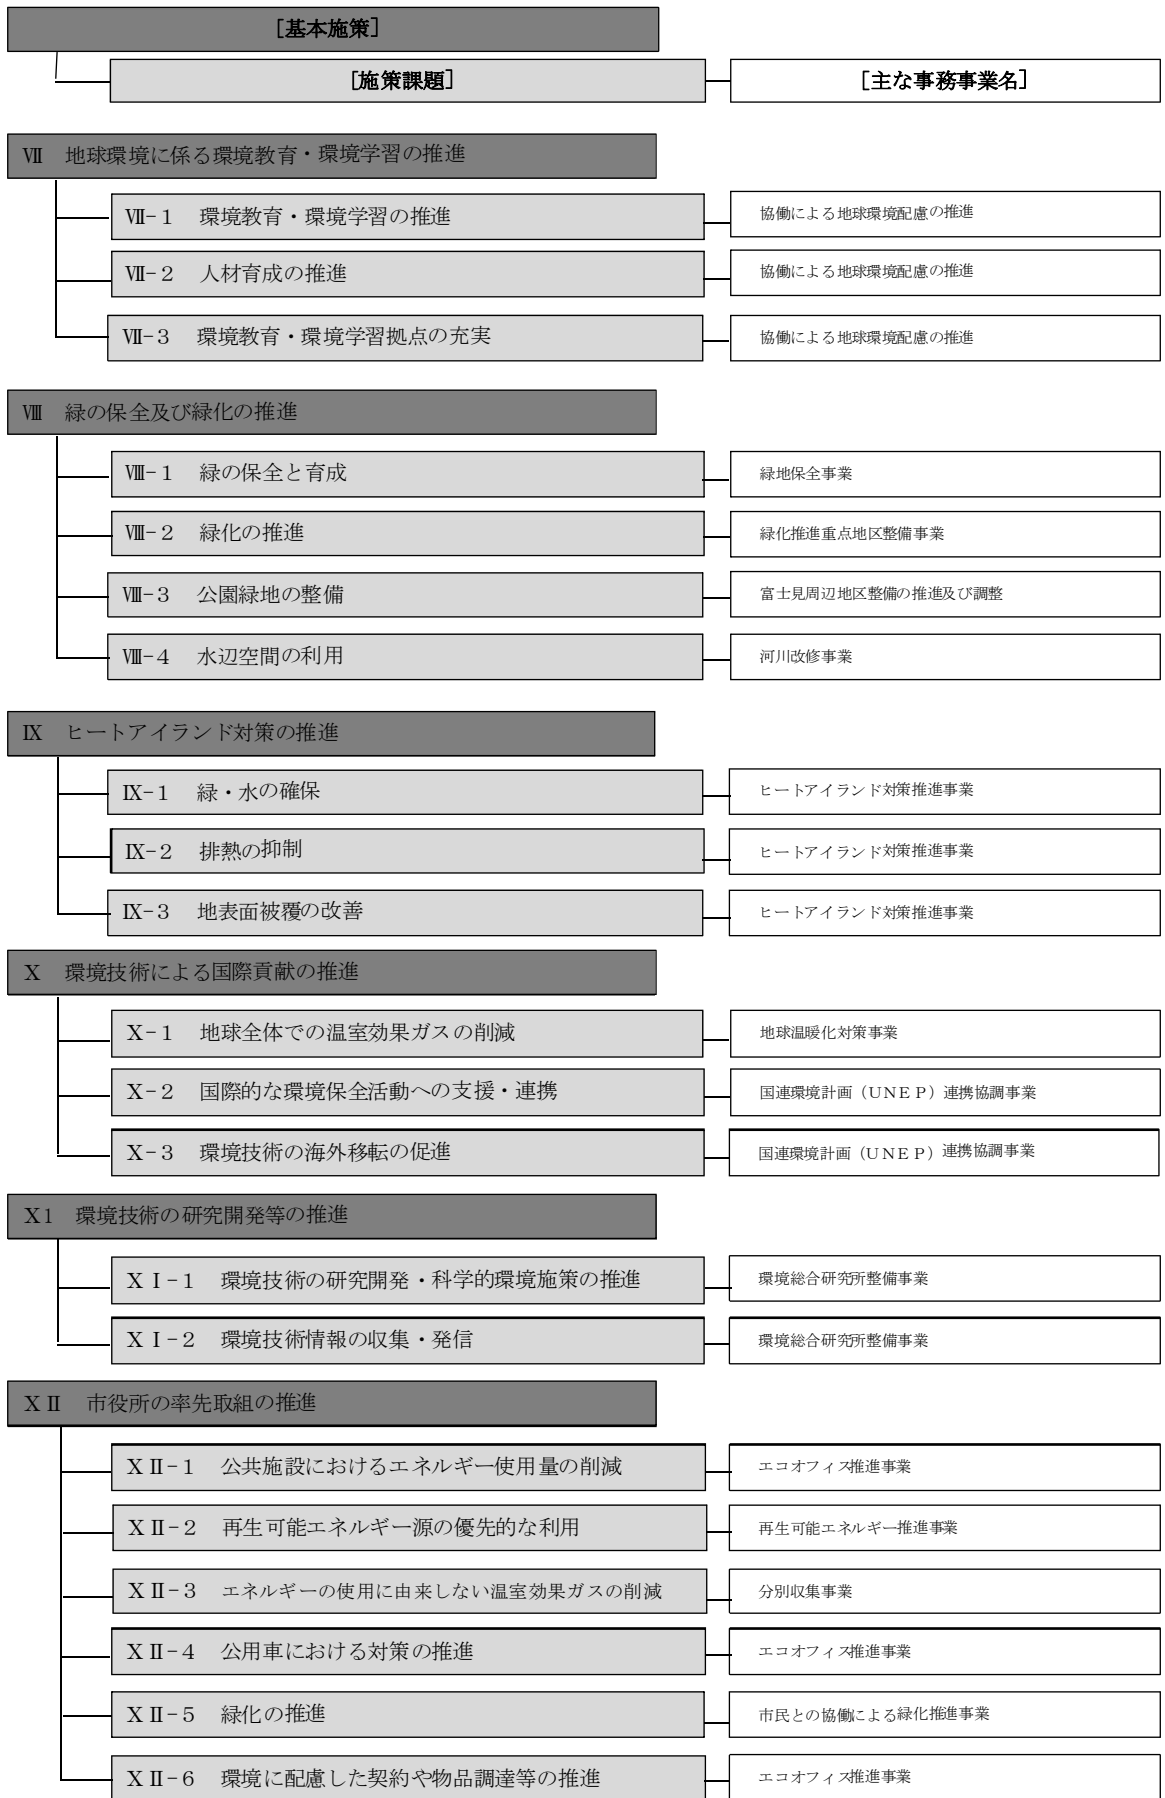 [基本施策]
[施策課題] [主な事務事業名]
Ⅶ 地球環境に係る環境教育・環境学習の推進
Ⅶ-1 環境教育・環境学習の推進 協働による地球環境配慮の推進
Ⅶ-2 人材育成の推進 協働による地球環境配慮の推進
Ⅶ-3 環境教育・環境学習拠点の充実 協働による地球環境配慮の推進
Ⅷ 緑の保全及び緑化の推進
Ⅷ-1 緑の保全と育成 緑地保全事業
Ⅷ-2 緑化の推進 緑化推進重点地区整備事業
Ⅷ-3 公園緑地の整備 富士見周辺地区整備の推進及び調整
Ⅷ-4 水辺空間の利用 河川改修事業
Ⅸ ヒートアイランド対策の推進
Ⅸ-1 緑・水の確保 ヒートアイランド対策推進事業
Ⅸ-2 排熱の抑制 ヒートアイランド対策推進事業
Ⅸ-3 地表面被覆の改善 ヒートアイランド対策推進事業
Ⅹ 環境技術による国際貢献の推進
Ⅹ-1 地球全体での温室効果ガスの削減 地球温暖化対策事業
Ⅹ-2 国際的な環境保全活動への支援・連携 国連環境計画（UNEP）連携協調事業
Ⅹ-3 環境技術の海外移転の促進 国連環境計画（UNEP）連携協調事業
Ⅹ1 環境技術の研究開発等の推進
ⅩⅠ-1 環境技術の研究開発・科学的環境施策の推進 環境総合研究所整備事業
ⅩⅠ-2 環境技術情報の収集・発信 環境総合研究所整備事業
ⅩⅡ 市役所の率先取組の推進
ⅩⅡ-1 公共施設におけるエネルギー使用量の削減 エコオフィス推進事業
ⅩⅡ-2 再生可能エネルギー源の優先的な利用 再生可能エネルギー推進事業
ⅩⅡ-3 エネルギーの使用に由来しない温室効果ガスの削減 分別収集事業
ⅩⅡ-4 公用車における対策の推進 エコオフィス推進事業
ⅩⅡ-5 緑化の推進 市民との協働による緑化推進事業
ⅩⅡ-6 環境に配慮した契約や物品調達等の推進 エコオフィス推進事業